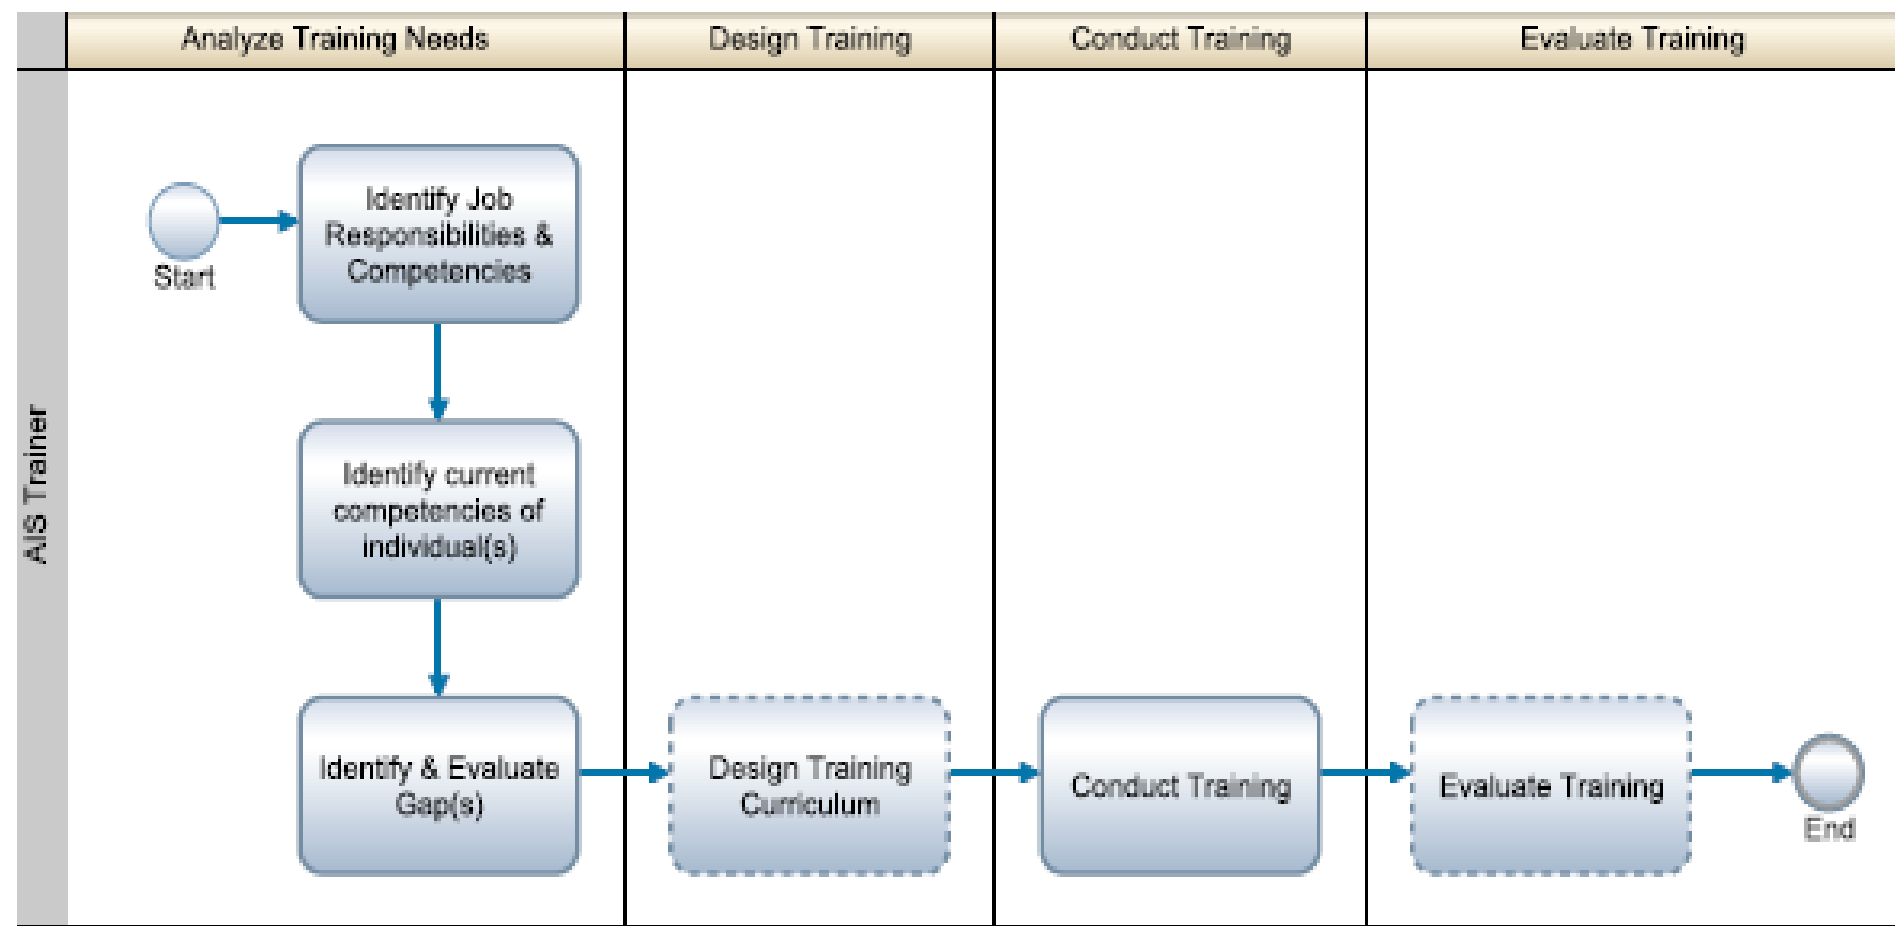 Analyze Training Needs
Design Training
Conduct Training
Evaluate Training
AIS Trainer
Start
Identify Job
Responsibilities &
Competencies
Identify current
competencies of
individual(s)
Identify & Evaluate
Gap(s)
Design Training
Curriculum
Conduct Training
Evaluate Training
End